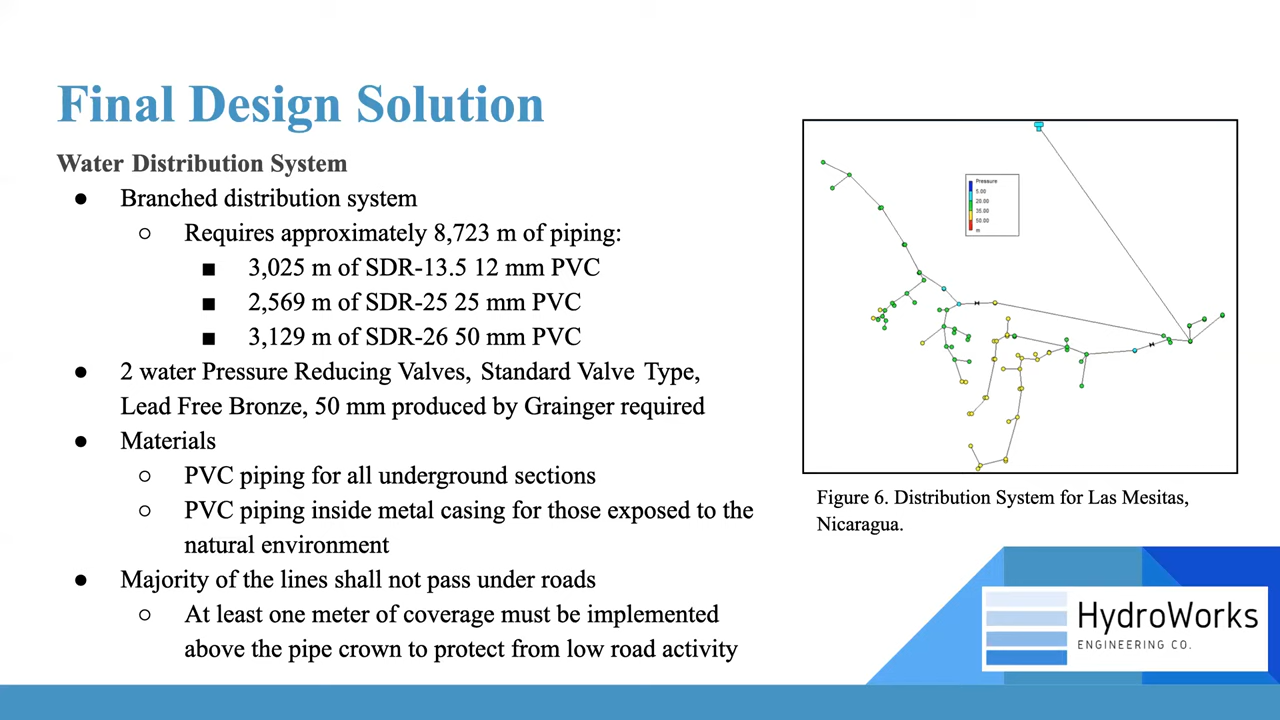 Final Design Solution
Water Distribution System
● Branched distribution system
○ Requires approximately 8,723 m of piping:
■ 3,025 m of SDR-13.5 12 mm PVC
■ 2,569 m of SDR-25 25 mm PVC
■ 3,129 m of SDR-26 50 mm PVC
● 2 water Pressure Reducing Valves, Standard Valve Type,
Lead Free Bronze, 50 mm produced by Grainger required
● Materials
○ PVC piping for all underground sections
○ PVC piping inside metal casing for those exposed to the
natural environment
● Majority of the lines shall not pass under roads
○ At least one meter of coverage must be implemented
above the pipe crown to protect from low road activity
Pressure
5.00
20.00
35.00
50.00
m
Figure 6. Distribution System for Las Mesitas,
Nicaragua.
HydroWorks
ENGINEERING CO.